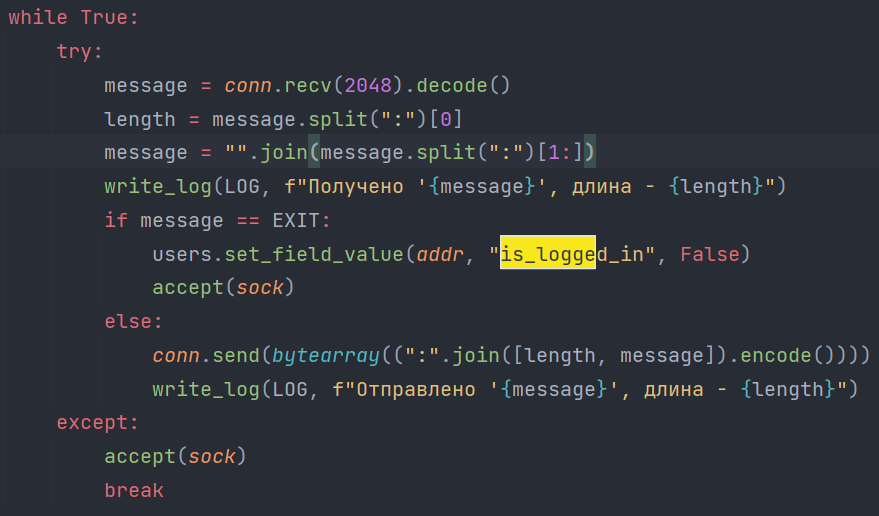 while True:
    try:
        message = conn.recv(2048).decode()
        length = message.split(":")[0]
        message = "".join(message.split(":")[1:])
        write_log(LOG, f"Получено '{message}', длина - {length}")
        if message == EXIT:
            users.set_field_value(addr, "is_logged_in", False)
            accept(sock)
        else:
            conn.send(bytearray((":".join([length, message]).encode())))
            write_log(LOG, f"Отправлено '{message}', длина - {length}")
    except:
        accept(sock)
        break